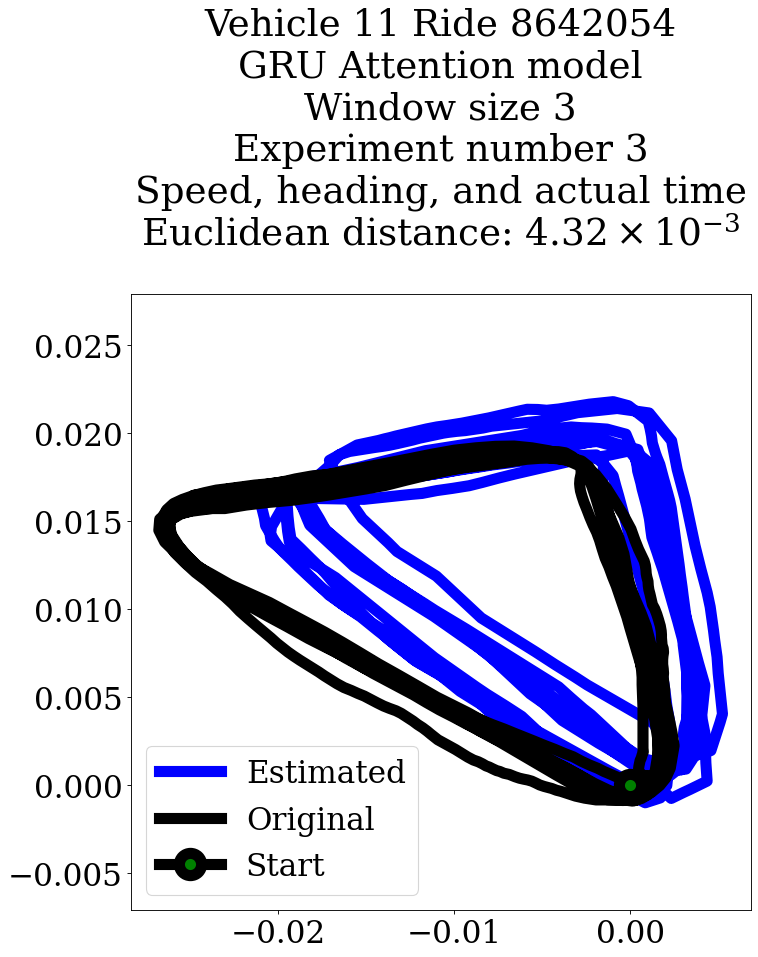 Vehicle 11 Ride 8642054
GRU Attention model
Window size 3
Experiment number 3
Speed, heading, and actual time
Euclidean distance: 4.32 × 10⁻³
0.025
0.020
0.015
0.010
0.005
0.000
−0.005
Estimated
Original
Start
−0.02 −0.01 0.00